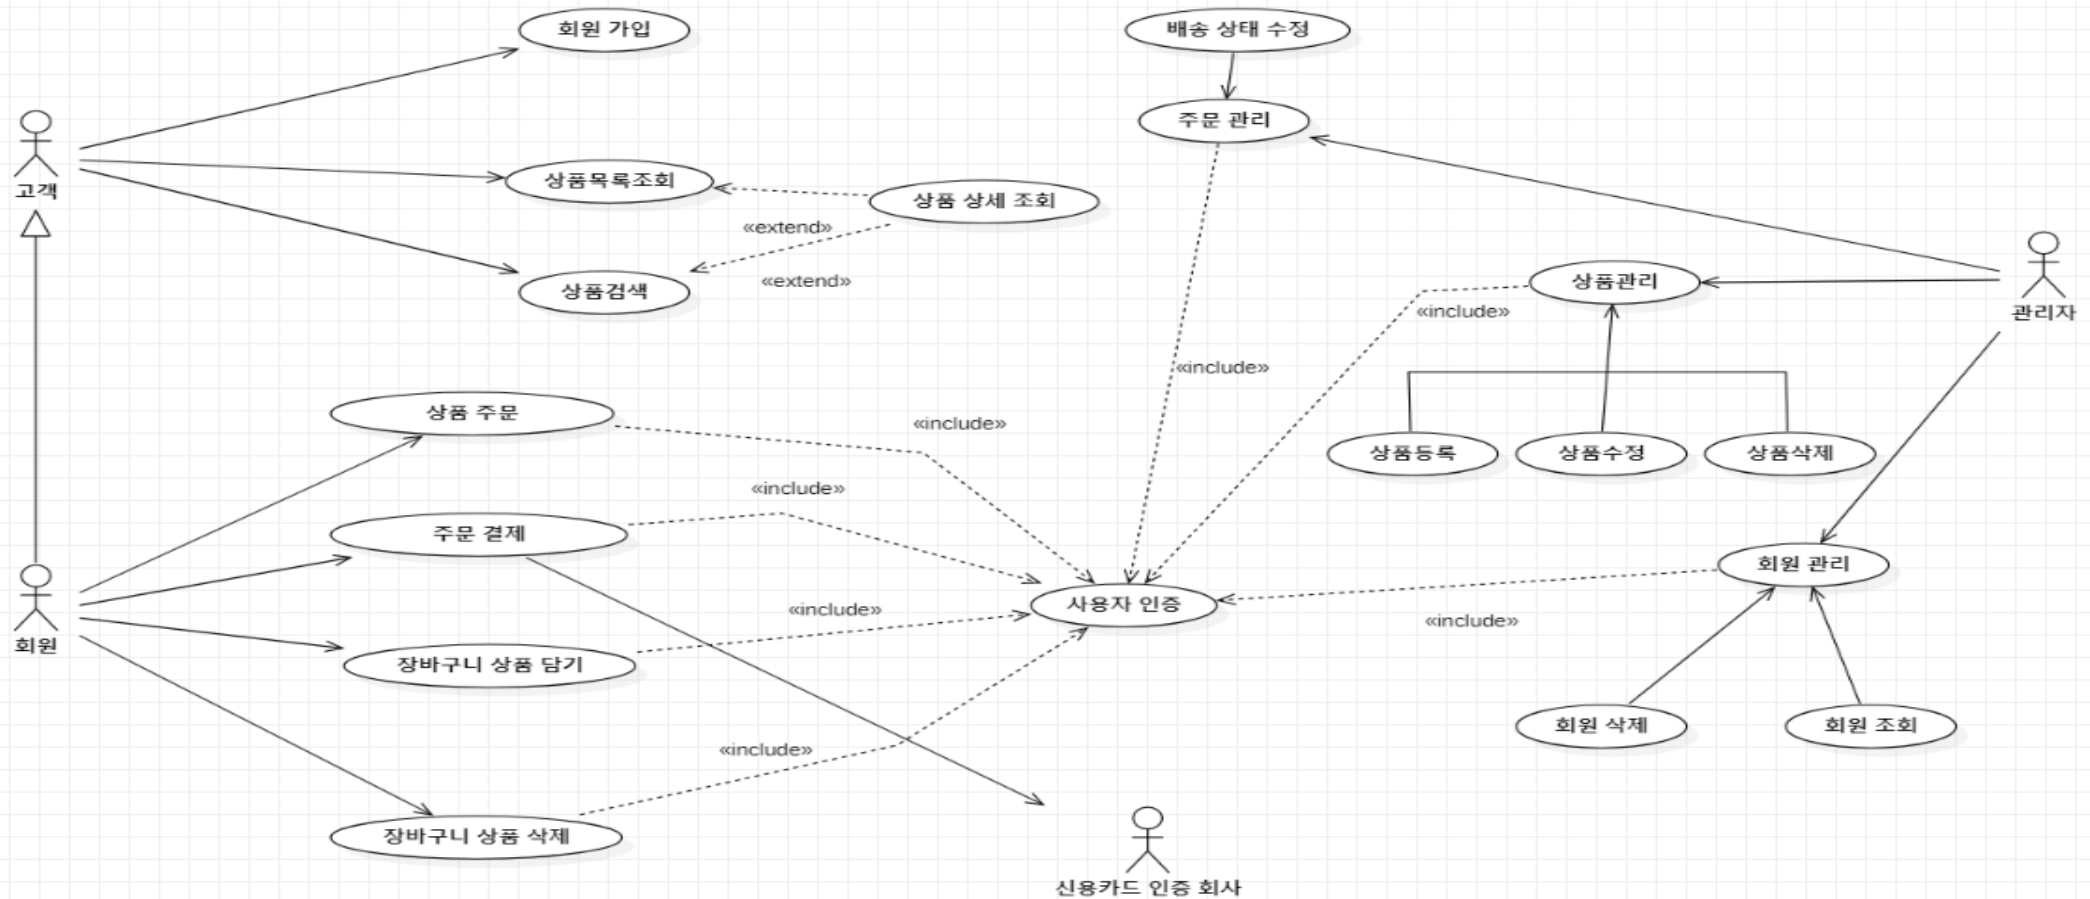 회원 가입
배송 상태 수정
주문 관리
고객
상품목록조회
상품 상세 조회
«extend»
«extend»
상품검색
상품관리
«include»
관리자
«include»
상품 주문
«include»
상품등록
상품수정
상품삭제
«include»
주문 결제
회원 관리
사용자 인증
«include»
«include»
회원
장바구니 상품 담기
회원 삭제
회원 조회
«include»
장바구니 상품 삭제
신용카드 인증 회사